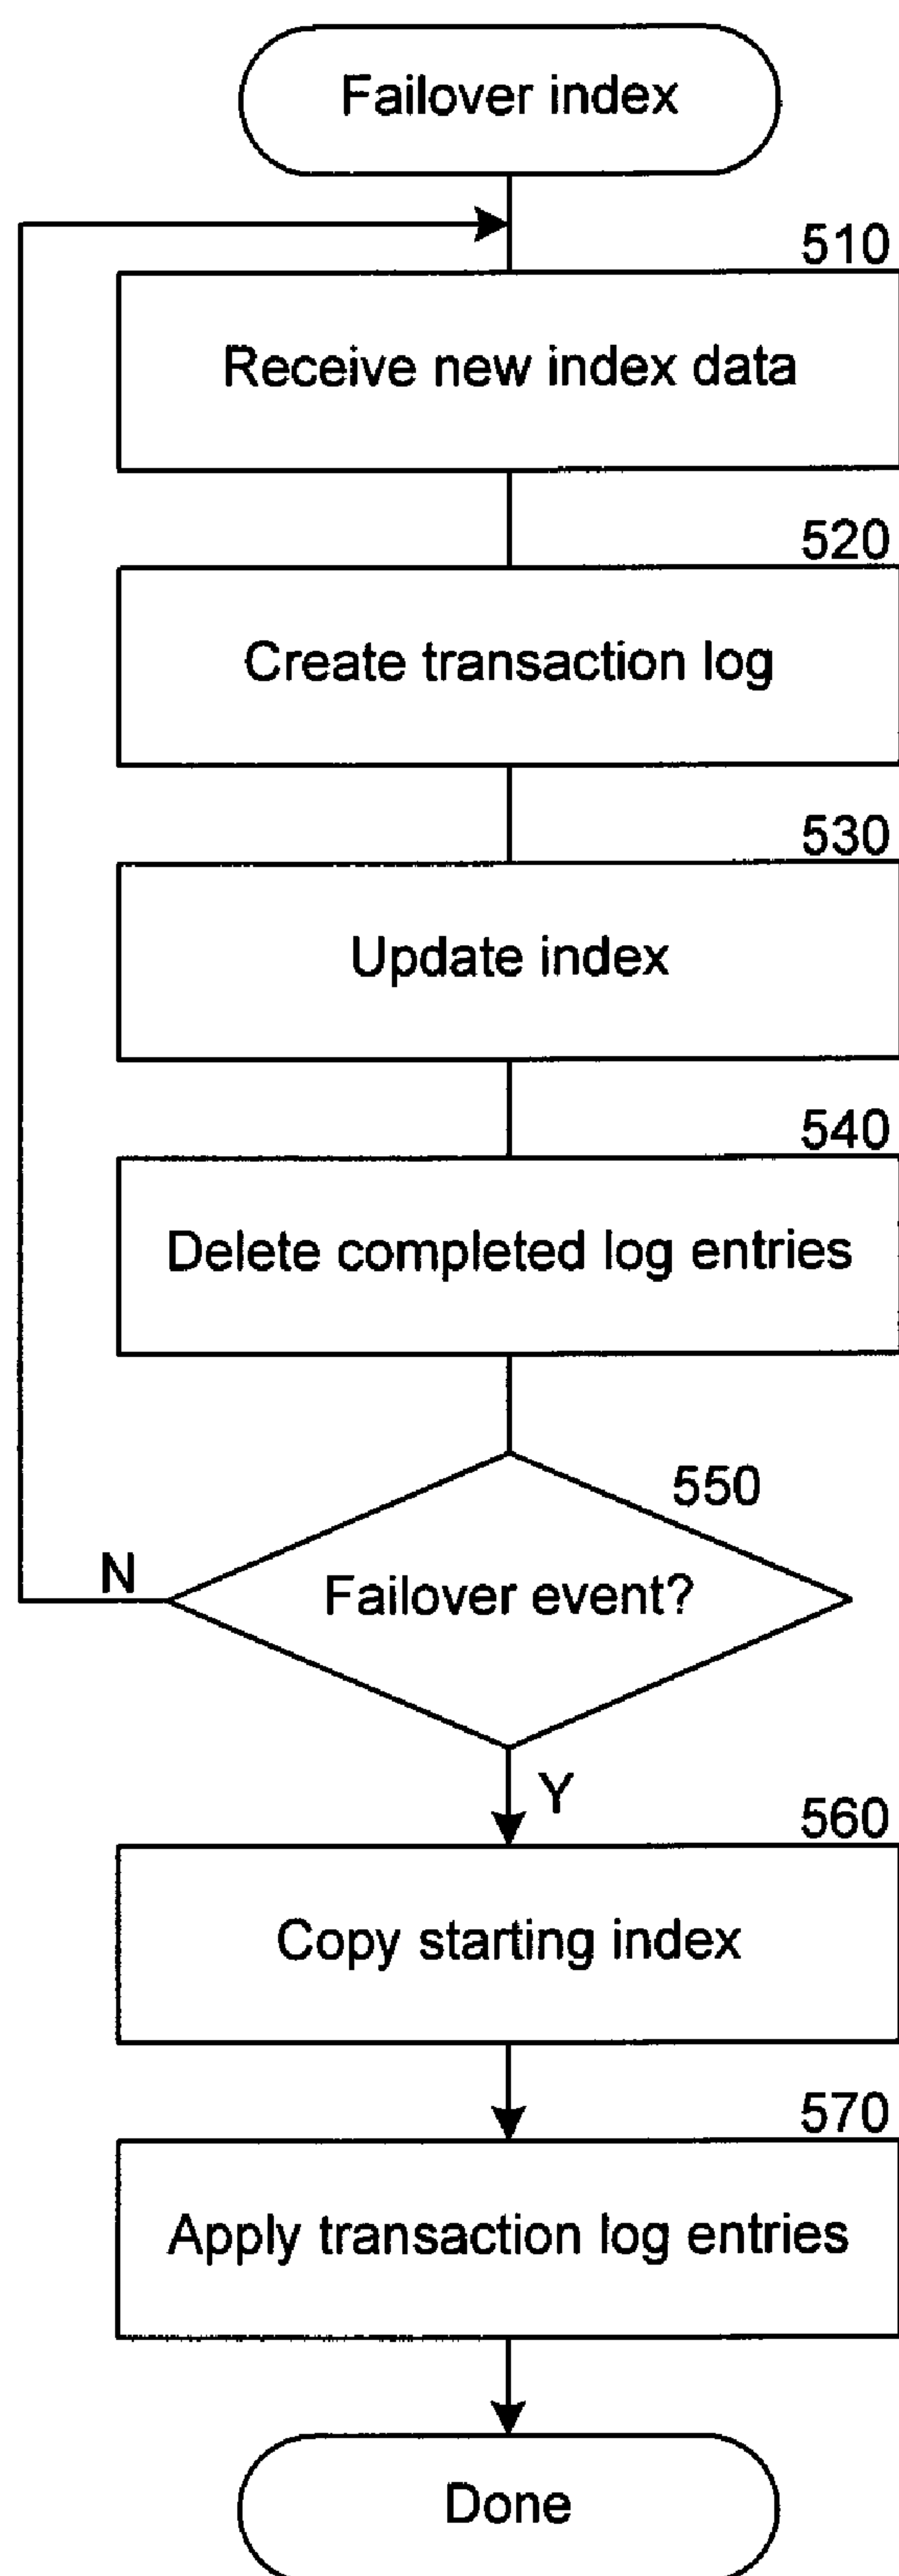 Failover index
510
Receive new index data
520
Create transaction log
530
Update index
540
Delete completed log entries
550
Failover event?
N
Y
560
Copy starting index
570
Apply transaction log entries
Done